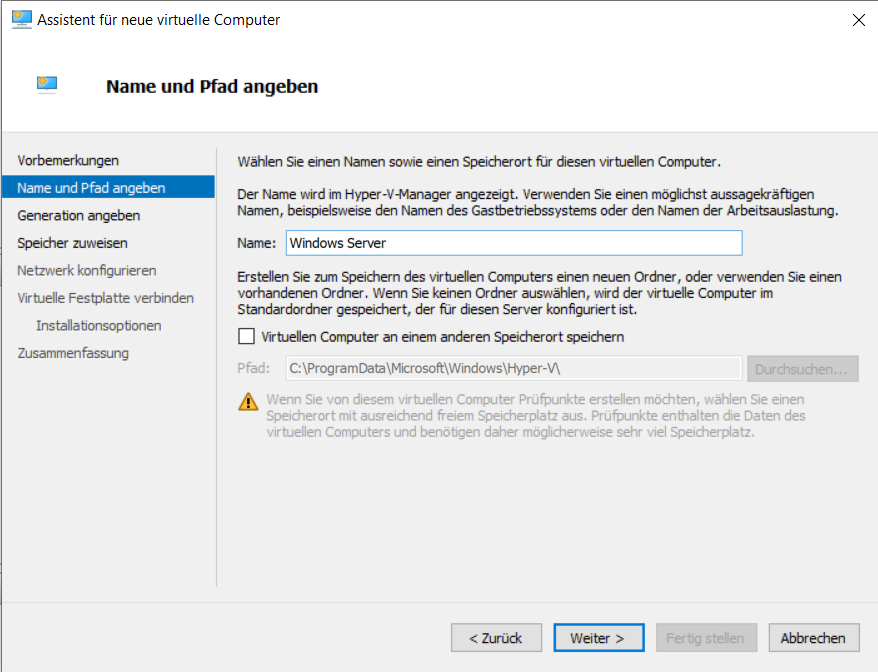 Assistent für neue virtuelle Computer
Name und Pfad angeben
Vorbemerkungen
Name und Pfad angeben
Generation angeben
Speicher zuweisen
Netzwerk konfigurieren
Virtuelle Festplatte verbinden
Installationsoptionen
Zusammenfassung
Wählen Sie einen Namen sowie einen Speicherort für diesen virtuellen Computer.
Der Name wird im Hyper-V-Manager angezeigt. Verwenden Sie einen möglichst aussagekräftigen
Namen, beispielsweise den Namen des Gastbetriebssystems oder den Namen der Arbeitsauslastung.
Name: Windows Server
Erstellen Sie zum Speichern des virtuellen Computers einen neuen Ordner, oder verwenden Sie einen
vorhandenen Ordner. Wenn Sie keinen Ordner auswählen, wird der virtuelle Computer im
Standardordner gespeichert, der für diesen Server konfiguriert ist.
Virtuellen Computer an einem anderen Speicherort speichern
Pfad: C:\ProgramData\Microsoft\Windows\Hyper-V\ Durchsuchen...
Wenn Sie von diesem virtuellen Computer Prüfpunkte erstellen möchten, wählen Sie einen
Speicherort mit ausreichend freiem Speicherplatz aus. Prüfpunkte enthalten die Daten des
virtuellen Computers und benötigen daher möglicherweise sehr viel Speicherplatz.
< Zurück Weiter > Fertig stellen Abbrechen